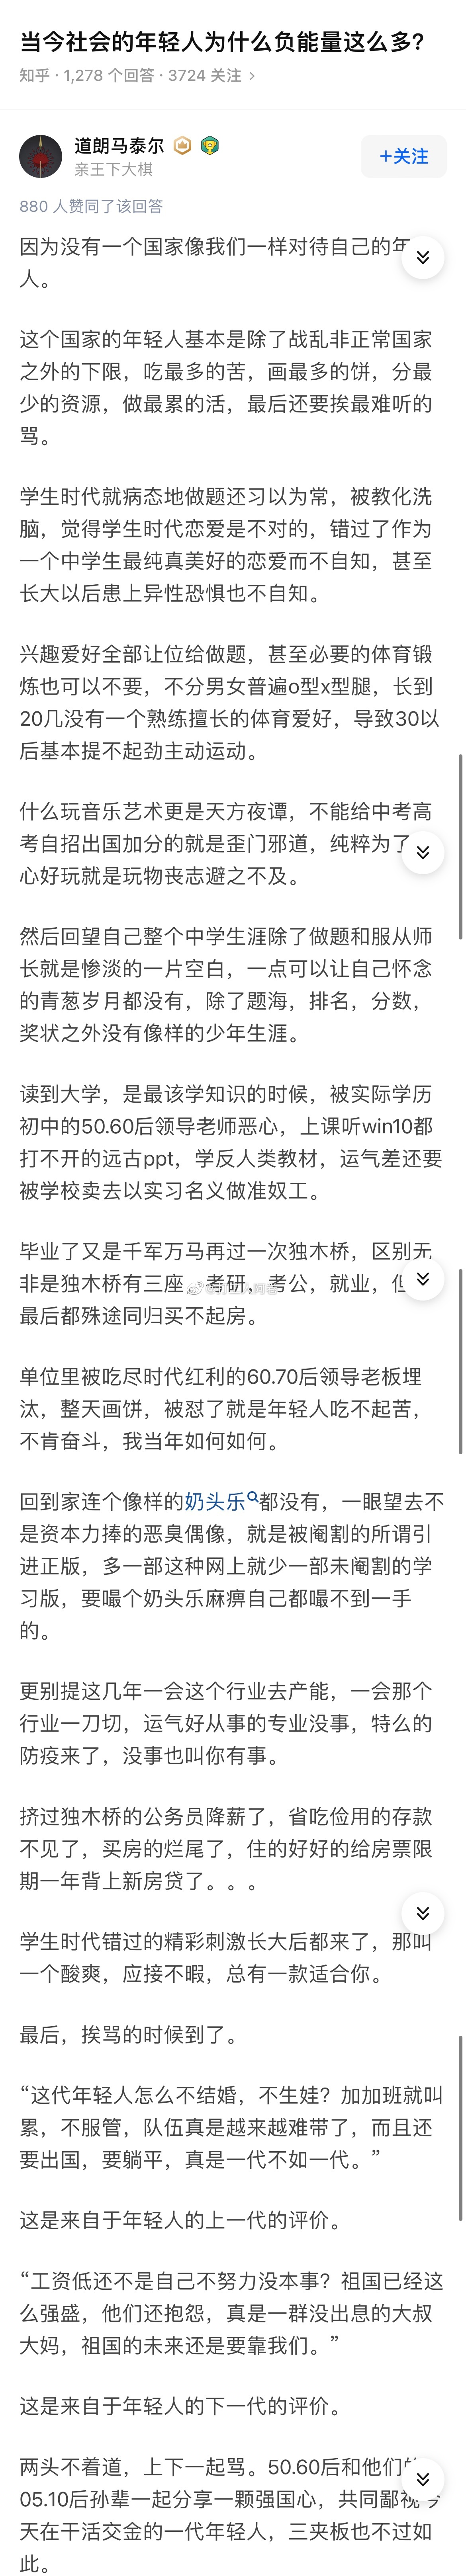 当今社会的年轻人为什么负能量这么多?
知乎 · 1,278 个回答 · 3724 关注 ›
道朗马泰尔
亲王下大棋
+关注
880 人赞同了该回答
因为没有一个国家像我们一样对待自己的年
人。
这个国家的年轻人基本是除了战乱非正常国家
之外的下限，吃最多的苦，画最多的饼，分最
少的资源，做最累的活，最后还要挨最难听的
骂。
学生时代就病态地做题还习以为常，被教化洗
脑，觉得学生时代恋爱是不对的，错过了作为
一个中学生最纯真美好的恋爱而不自知，甚至
长大以后患上异性恐惧也不自知。
兴趣爱好全部让位给做题，甚至必要的体育锻
炼也可以不要，不分男女普遍o型x型腿，长到
20几没有一个熟练擅长的体育爱好，导致30以
后基本提不起劲主动运动。
什么玩音乐艺术更是天方夜谭，不能给中考高
考自招出国加分的就是歪门邪道，纯粹为了
心好玩就是玩物丧志避之不及。
然后回望自己整个中学生涯除了做题和服从师
长就是惨淡的一片空白，一点可以让自己怀念
的青葱岁月都没有，除了题海，排名，分数，
奖状之外没有像样的少年生涯。
读到大学，是最该学知识的时候，被实际学历
初中的50.60后领导老师恶心，上课听win10都
打不开的远古ppt，学反人类教材，运气差还要
被学校卖去以实习名义做准奴工。
毕业了又是千军万马再过一次独木桥，区别无
非是独木桥有三座，考研，考公，就业，但
最后都殊途同归买不起房。
单位里被吃尽时代红利的60.70后领导老板埋
汰，整天画饼，被怼了就是年轻人吃不起苦，
不肯奋斗，我当年如何如何。
回到家连个像样的奶头乐都没有，一眼望去不
是资本力捧的恶臭偶像，就是被阉割的所谓引
进正版，多一部这种网上就少一部未阉割的学
习版，要嘬个奶头乐麻痹自己都嘬不到一手
的。
更别提这几年一会这个行业去产能，一会那个
行业一刀切，运气好从事的专业没事，特么的
防疫来了，没事也叫你有事。
挤过独木桥的公务员降薪了，省吃俭用的存款
不见了，买房的烂尾了，住的好好的给房票限
期一年背上新房贷了。。。
学生时代错过的精彩刺激长大后都来了，那叫
一个酸爽，应接不暇，总有一款适合你。
最后，挨骂的时候到了。
“这代年轻人怎么不结婚，不生娃？加加班就叫
累，不服管，队伍真是越来越难带了，而且还
要出国，要躺平，真是一代不如一代。”
这是来自于年轻人的上一代的评价。
“工资低还不是自己不努力没本事？祖国已经这
么强盛，他们还抱怨，真是一群没出息的大叔
大妈，祖国的未来还是要靠我们。”
这是来自于年轻人的下一代的评价。
两头不着道，上下一起骂。50.60后和他们
05.10后孙辈一起分享一颗强国心，共同鄙视今
天在干活交金的一代年轻人，三夹板也不过如
此。